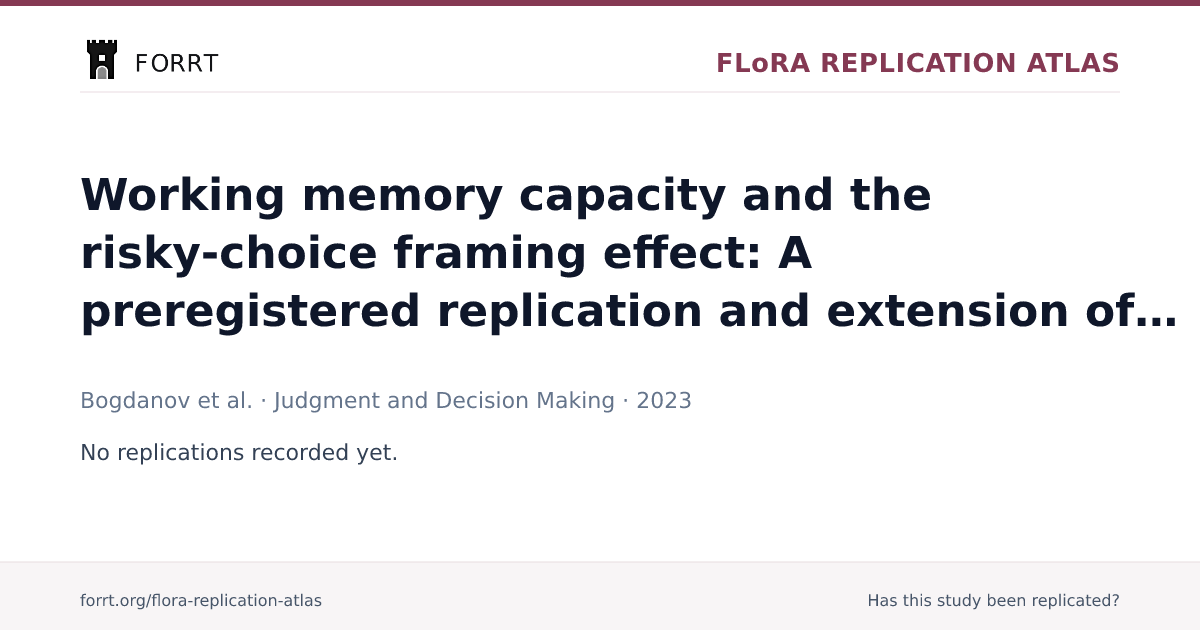 FORRT
FLoRA REPLICATION ATLAS
Working memory capacity and the
risky-choice framing effect: A
preregistered replication and extension of…
Bogdanov et al. · Judgment and Decision Making · 2023
No replications recorded yet.
forrt.org/flora-replication-atlas
Has this study been replicated?